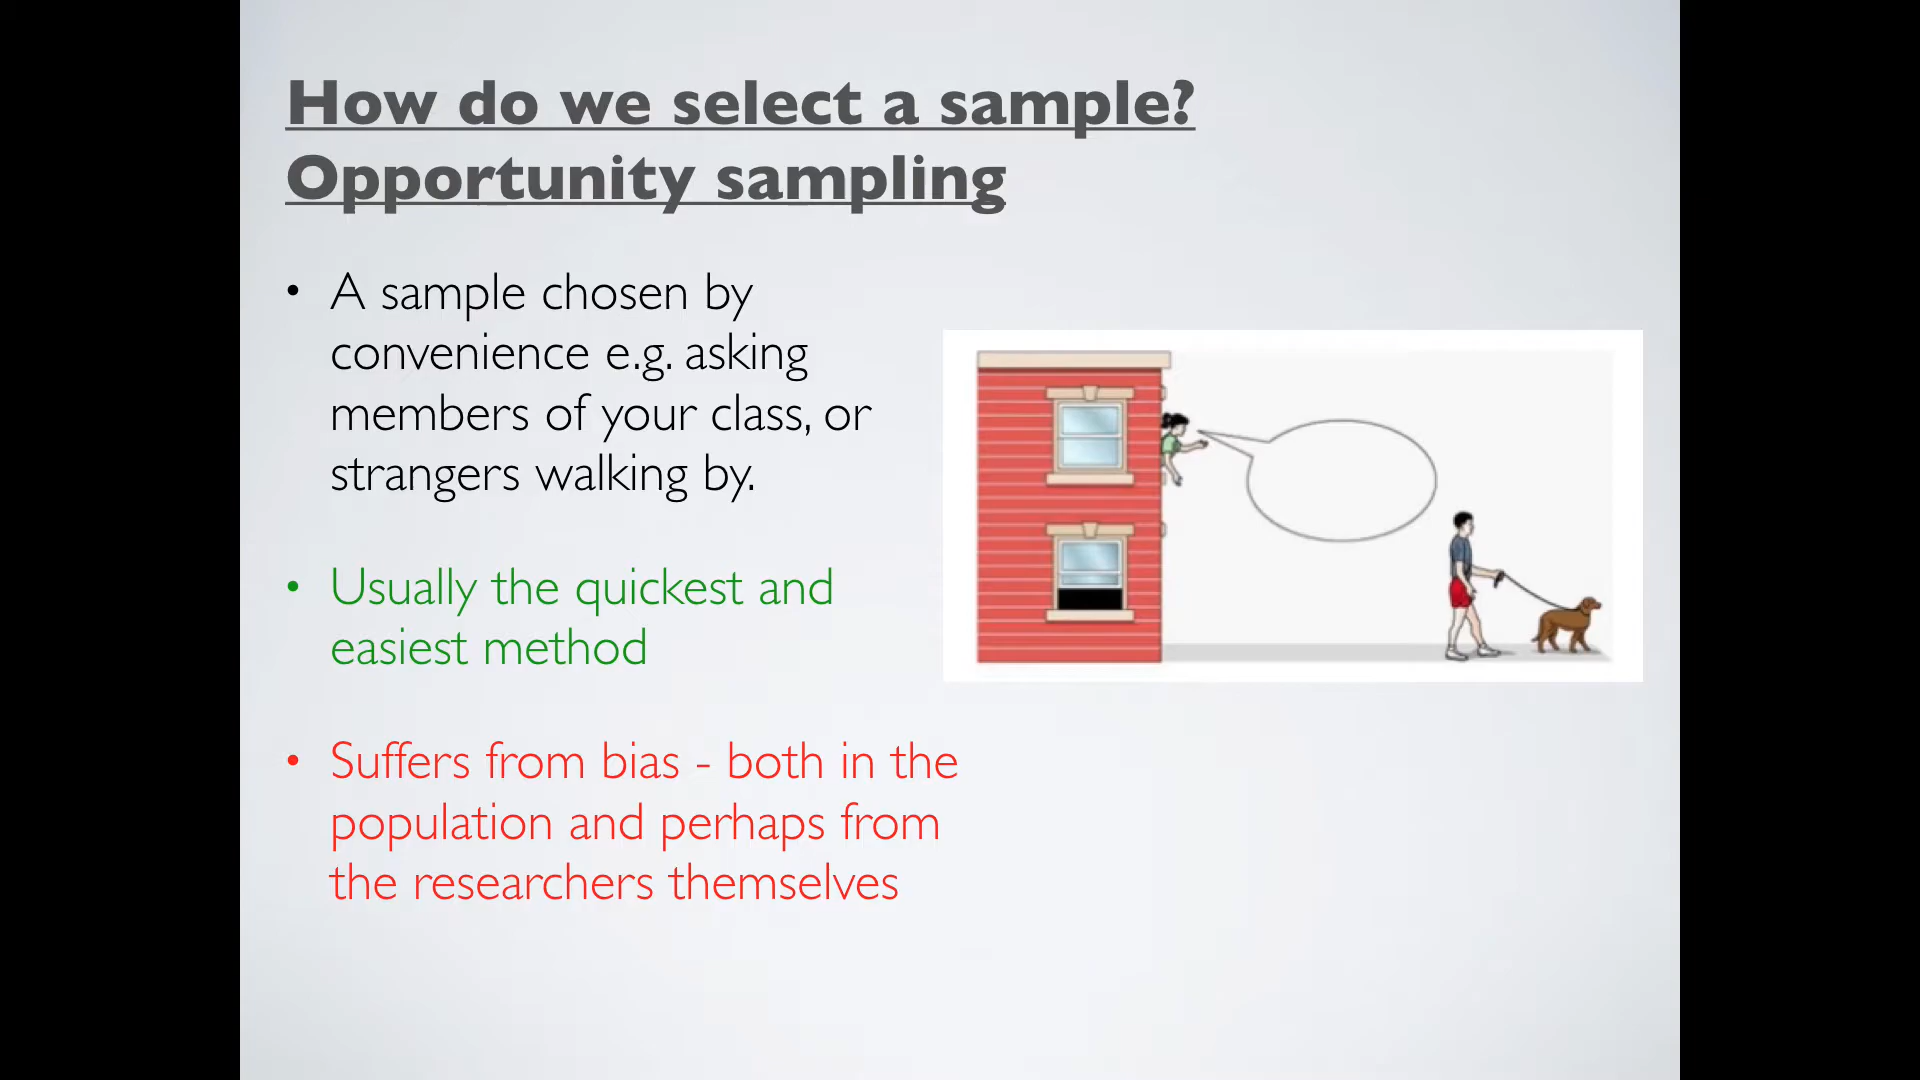 How do we select a sample?
Opportunity sampling
• A sample chosen by
convenience e.g. asking
members of your class, or
strangers walking by.
• Usually the quickest and
easiest method
• Suffers from bias - both in the
population and perhaps from
the researchers themselves